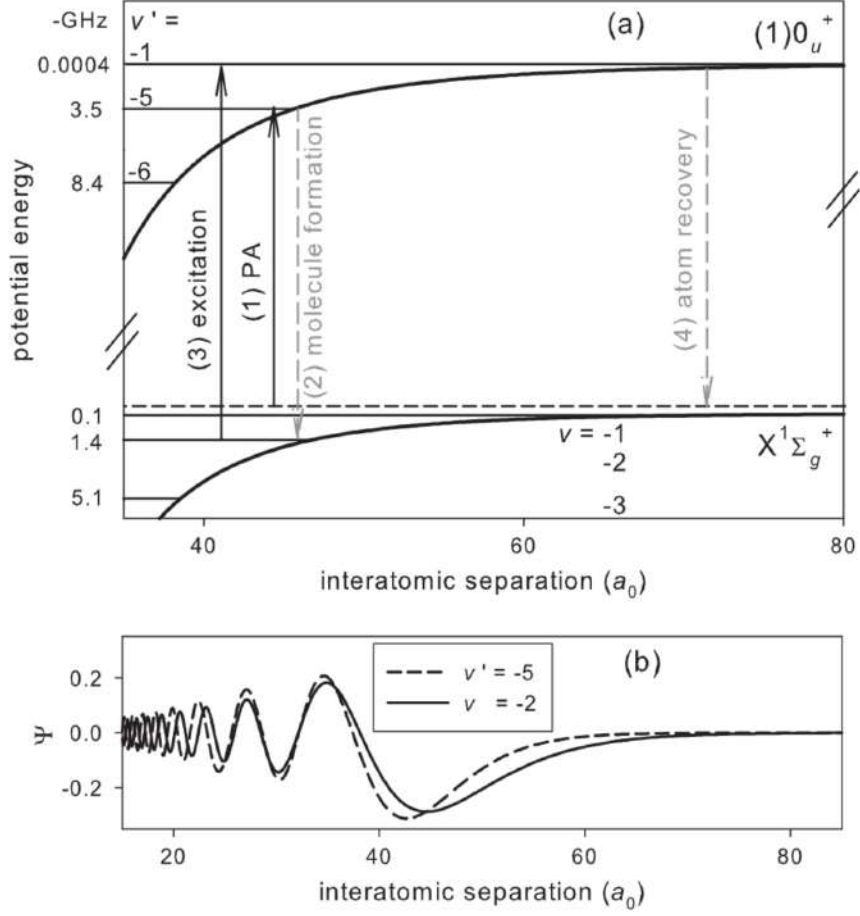 -GHz v' = (a) (1)0u+
-1
0.0004
-5
3.5
-6
8.4
potential energy
(3) excitation
(1) PA
(2) molecule formation
(4) atom recovery
0.1
v = -1 X¹Σg+
1.4
-2
5.1
-3
40 60 80
interatomic separation (a₀)
(b)
v' = -5
v = -2
0.2
0.0
-0.2
Ψ
20 40 60 80
interatomic separation (a₀)